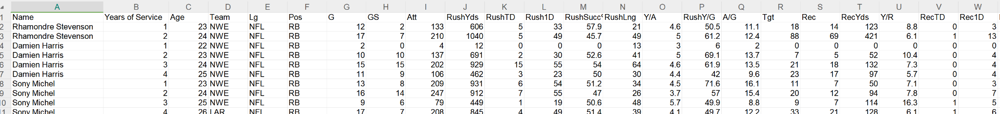 A B C D E F G H I J K L M N O P Q R S T U V W
1 Name Years of Service Age Team Lg Pos G GS Att RushYds RushTD Rush1D RushSucc RushLng Y/A RushY/G A/G Tgt Rec RecYds Y/R RecTD Rec1D
2 Rhamondre Stevenson 1 23 NWE NFL RB 12 2 133 606 5 33 57.9 21 4.6 50.5 11.1 18 14 123 8.8 0 3
3 Rhamondre Stevenson 2 24 NWE NFL RB 17 7 210 1040 5 49 45.7 49 5 61.2 12.4 88 69 421 6.1 1 13
4 Damien Harris 1 22 NWE NFL RB 2 0 4 12 0 0 0 13 3 6 2 0 0 0 0 0 0
5 Damien Harris 2 23 NWE NFL RB 10 10 137 691 2 30 52.6 41 5 69.1 13.7 7 5 52 10.4 0 4
6 Damien Harris 3 24 NWE NFL RB 15 15 202 929 15 55 54 64 4.6 61.9 13.5 21 18 132 7.3 0 4
7 Damien Harris 4 25 NWE NFL RB 11 9 106 462 3 23 50 30 4.4 42 9.6 23 17 97 5.7 0 4
8 Sony Michel 1 23 NWE NFL RB 13 8 209 931 6 54 51.2 34 4.5 71.6 16.1 11 7 50 7.1 0 3
9 Sony Michel 2 24 NWE NFL RB 16 14 247 912 7 55 47 26 3.7 57 15.4 20 12 94 7.8 0 7
10 Sony Michel 3 25 NWE NFL RB 9 6 79 449 1 19 50.6 48 5.7 49.9 8.8 9 7 114 16.3 1 5
11 Sony Michel 4 26 LAR NFL RB 17 7 208 845 4 49 51.4 39 4.1 49.7 12.2 33 21 128 6.1 1 6